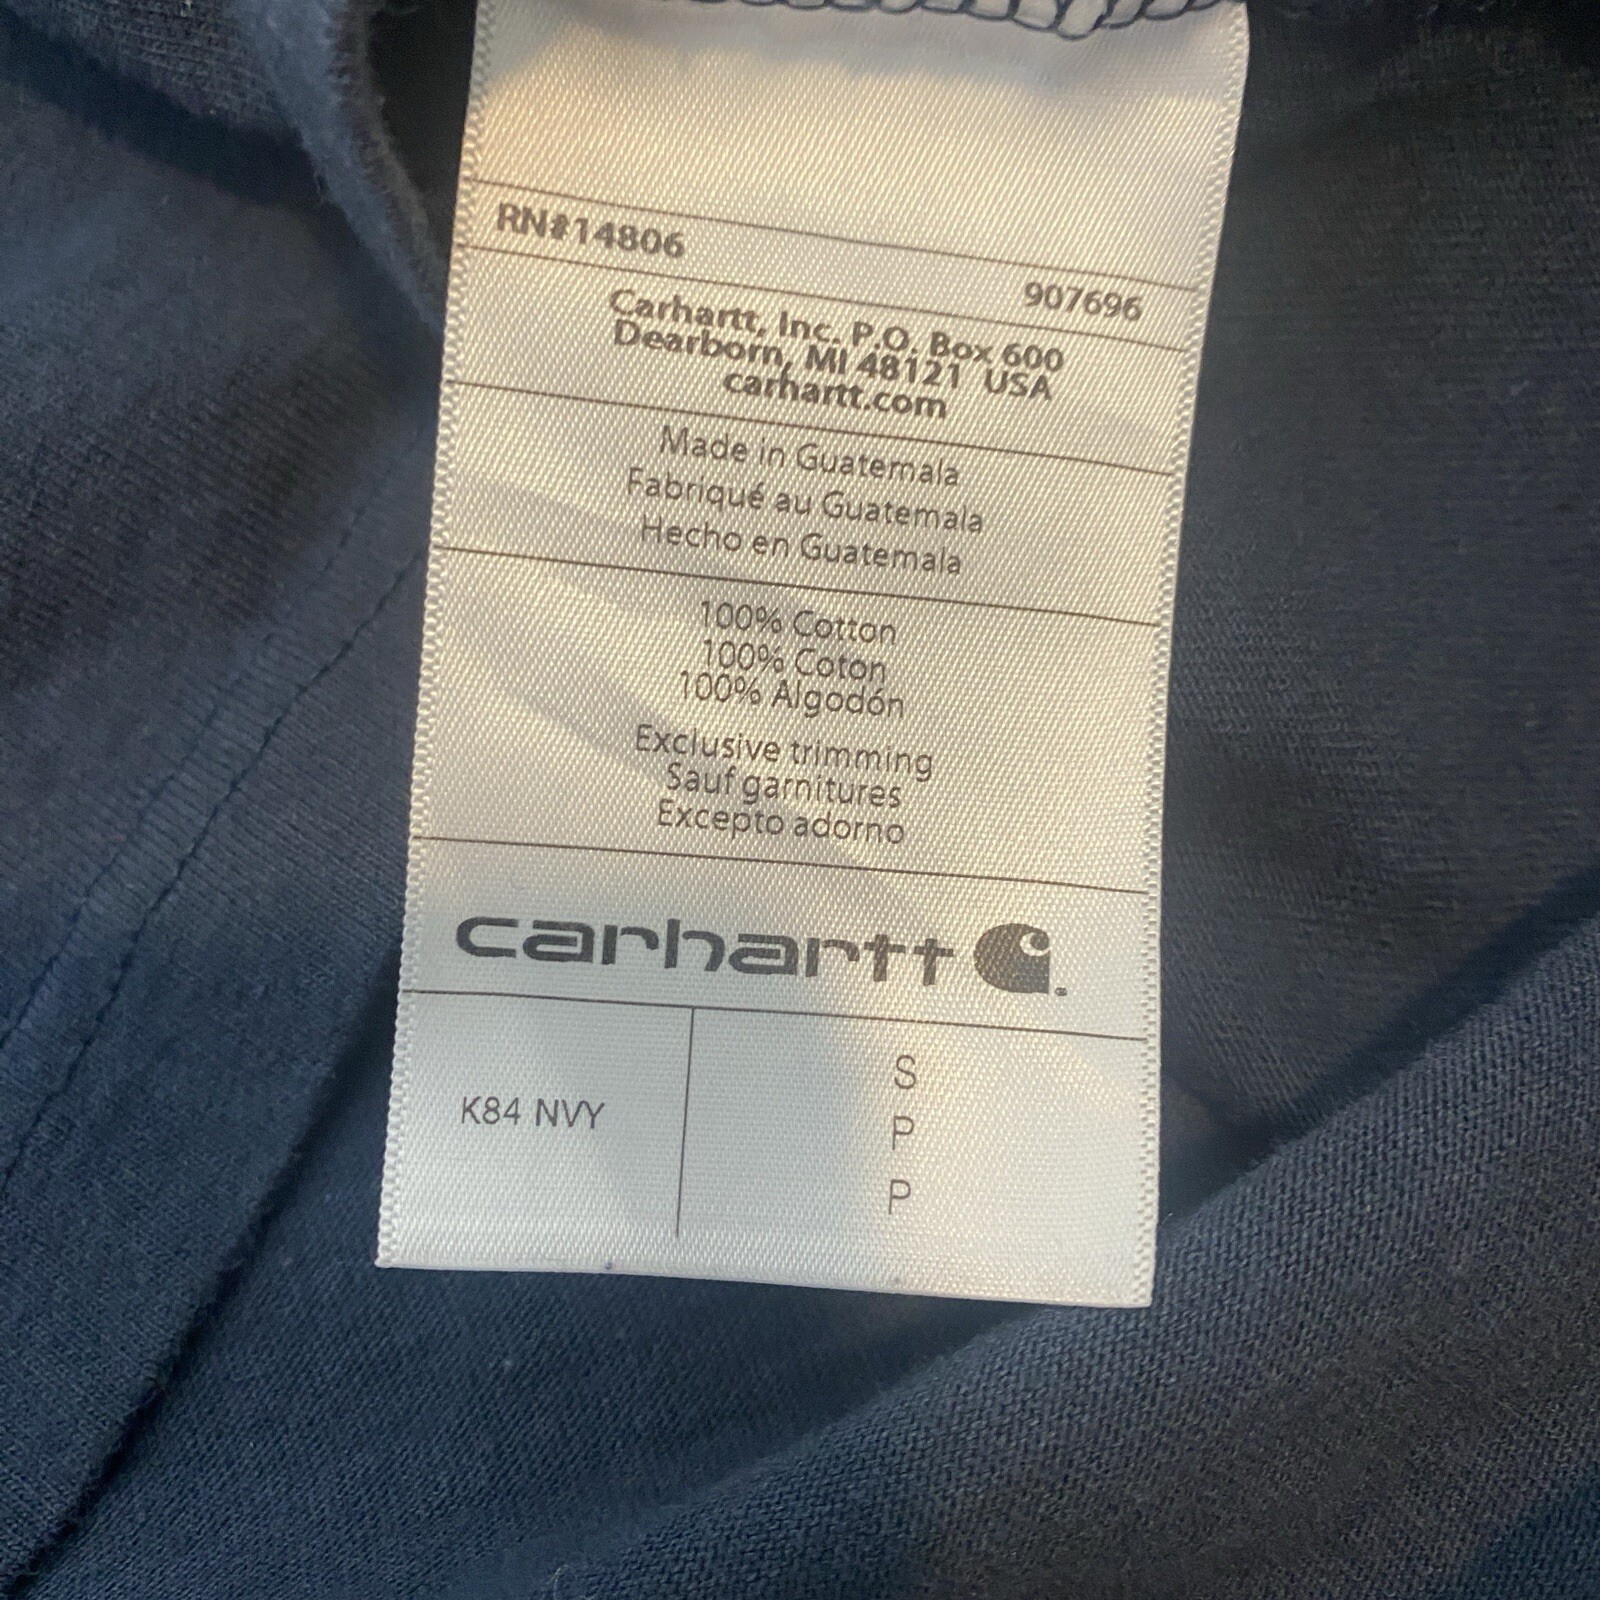 RN#14806
907696
Carhartt, Inc. P.O. Box 600
Dearborn, MI 48121 USA
carhartt.com
Made in Guatemala
Fabriqué au Guatemala
Hecho en Guatemala
100% Cotton
100% Coton
100% Algodón
Exclusive trimming
Sauf garnitures
Excepto adorno
carhartt
K84 NVY
S
P
P